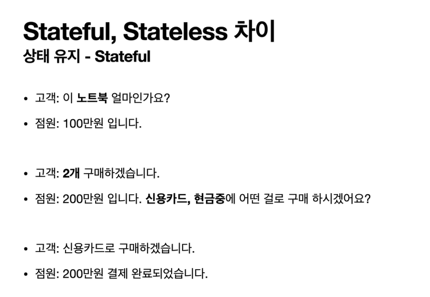 Stateful, Stateless 차이
상태 유지 - Stateful
• 고객: 이 노트북 얼마인가요?
• 점원: 100만원 입니다.
• 고객: 2개 구매하겠습니다.
• 점원: 200만원 입니다. 신용카드, 현금중에 어떤 걸로 구매 하시겠어요?
• 고객: 신용카드로 구매하겠습니다.
• 점원: 200만원 결제 완료되었습니다.